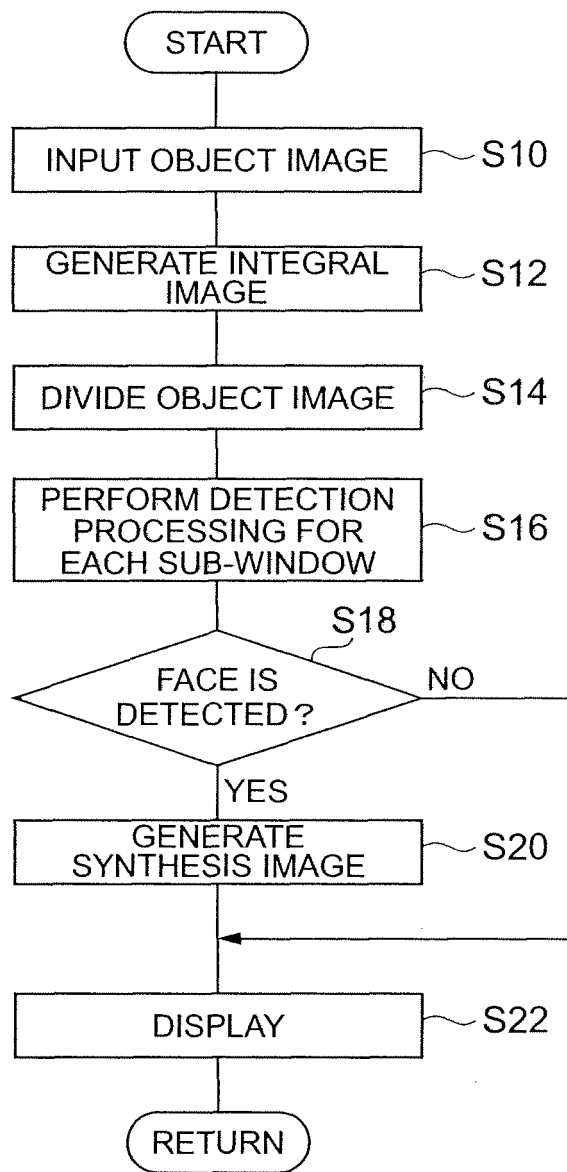 START
INPUT OBJECT IMAGE
S10
GENERATE INTEGRAL
IMAGE
S12
DIVIDE OBJECT IMAGE
S14
PERFORM DETECTION
PROCESSING FOR
EACH SUB-WINDOW
S16
S18
FACE IS
DETECTED ?
NO
YES
GENERATE
SYNTHESIS IMAGE
S20
DISPLAY
S22
RETURN